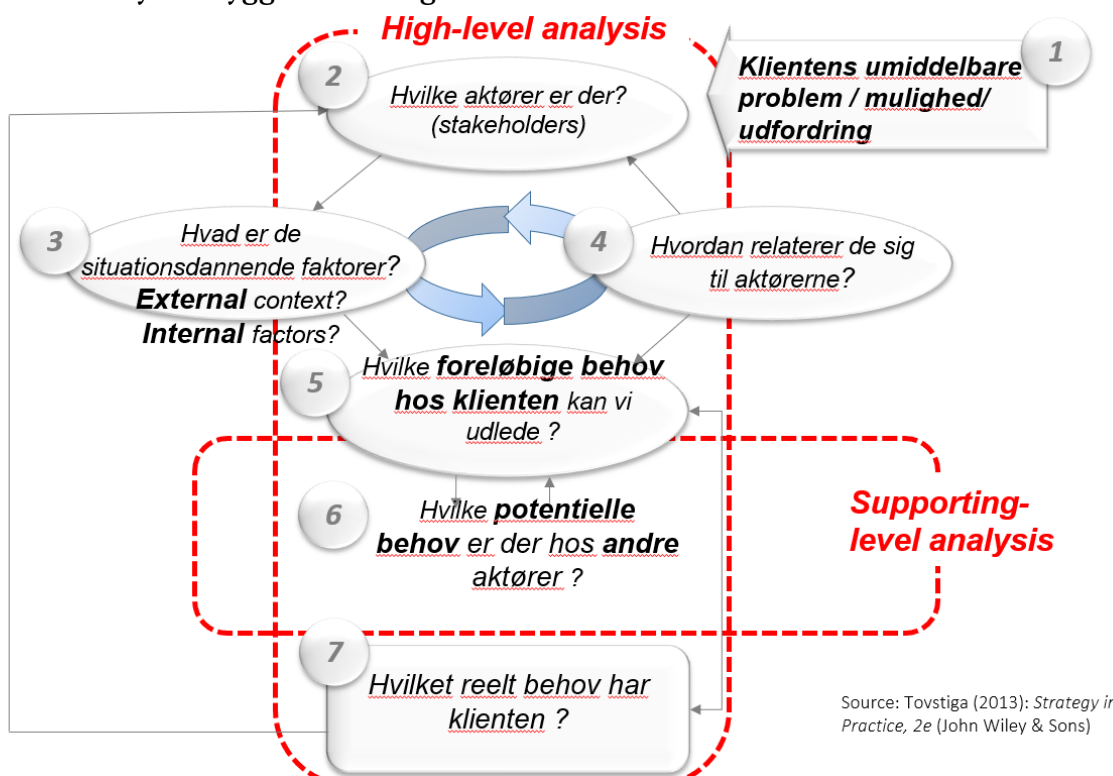 High-level analysis
1
Klientens umiddelbare
problem / mulighed/
udfordring
2
Hvilke aktører er der?
(stakeholders)
3
Hvad er de
situationsdannende faktorer?
External context?
Internal factors?
4
Hvordan relaterer de sig
til aktørerne?
5
Hvilke foreløbige behov
hos klienten kan vi
udlede ?
6
Hvilke potentielle
behov er der hos andre
aktører ?
Supporting-
level analysis
7
Hvilket reelt behov har
klienten ?
Source: Tovstiga (2013): Strategy in
Practice, 2e (John Wiley & Sons)